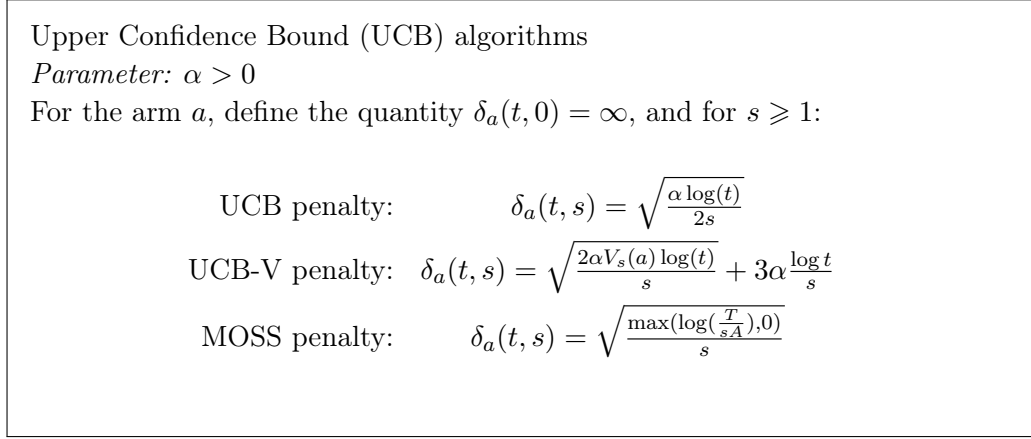 Upper Confidence Bound (UCB) algorithms
Parameter: α > 0
For the arm a, define the quantity δ_a(t, 0) = ∞, and for s ⩾ 1:
UCB penalty: δ_a(t, s) = √(α log(t) / 2s)
UCB-V penalty: δ_a(t, s) = √(2αV_s(a) log(t) / s) + 3α log t / s
MOSS penalty: δ_a(t, s) = √(max(log(T / sA),0) / s)